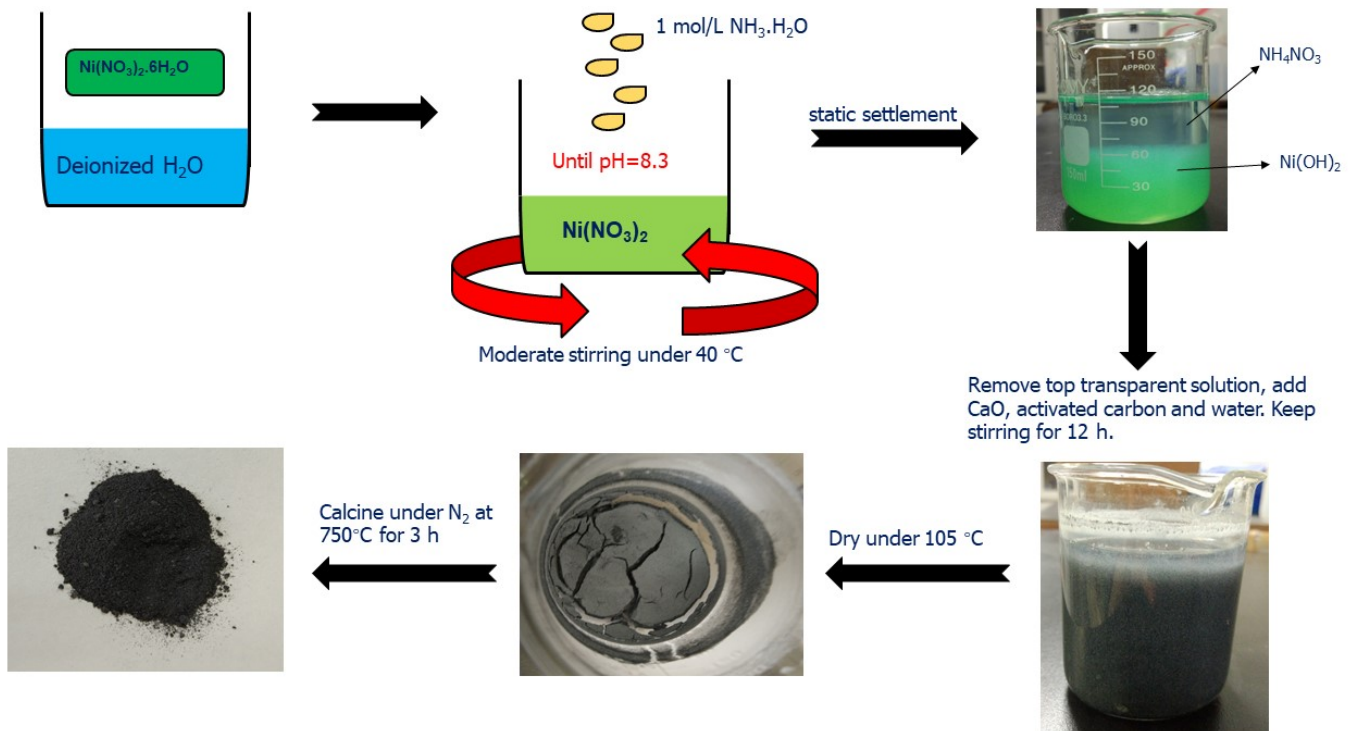 Ni(NO₃)₂.6H₂O
Deionized H₂O
1 mol/L NH₃.H₂O
Until pH=8.3
Ni(NO₃)₂
Moderate stirring under 40 °C
static settlement
150
APPROX
120
90
60
30
NH₄NO₃
Ni(OH)₂
Remove top transparent solution, add
CaO, activated carbon and water. Keep
stirring for 12 h.
Dry under 105 °C
Calcine under N₂ at
750°C for 3 h